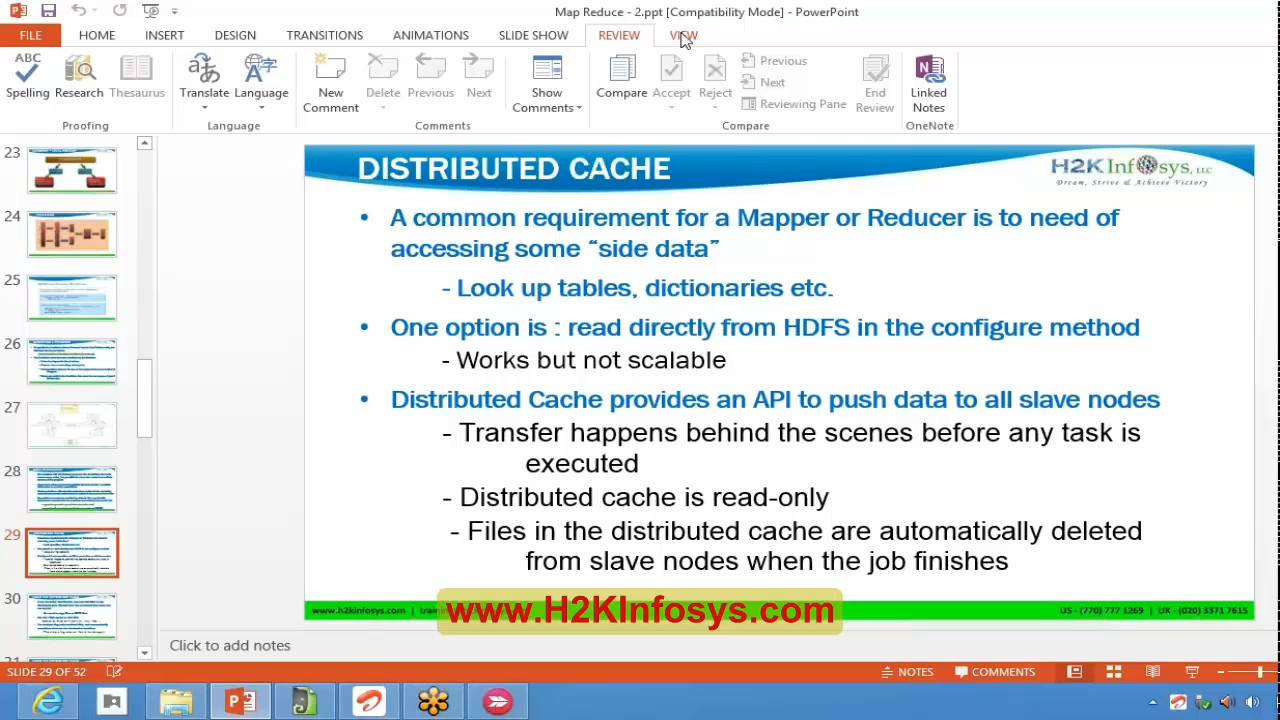 Map Reduce - 2.ppt [Compatibility Mode] - PowerPoint
FILE HOME INSERT DESIGN TRANSITIONS ANIMATIONS SLIDE SHOW REVIEW VIEW
ABC
Spelling Research Thesaurus Translate Language New Comment Delete Previous Next Show Comments Compare Accept Reject Previous Next Reviewing Pane End Review Linked Notes
Proofing Language Comments Compare OneNote
DISTRIBUTED CACHE
H2K Infosys, LLC
Dream, Strive & Achieve Victory
• A common requirement for a Mapper or Reducer is to need of
accessing some “side data”
- Look up tables, dictionaries etc.
• One option is : read directly from HDFS in the configure method
- Works but not scalable
• Distributed Cache provides an API to push data to all slave nodes
- Transfer happens behind the scenes before any task is
executed
- Distributed cache is read-only
- Files in the distributed cache are automatically deleted
from slave nodes when the job finishes
www.h2kinfosys.com | train
www.H2KInfosys.com
US - (770) 777 1269 | UK - (020) 3371 7615
23
24
25
26
27
28
29
30
Click to add notes
SLIDE 29 OF 52 NOTES COMMENTS